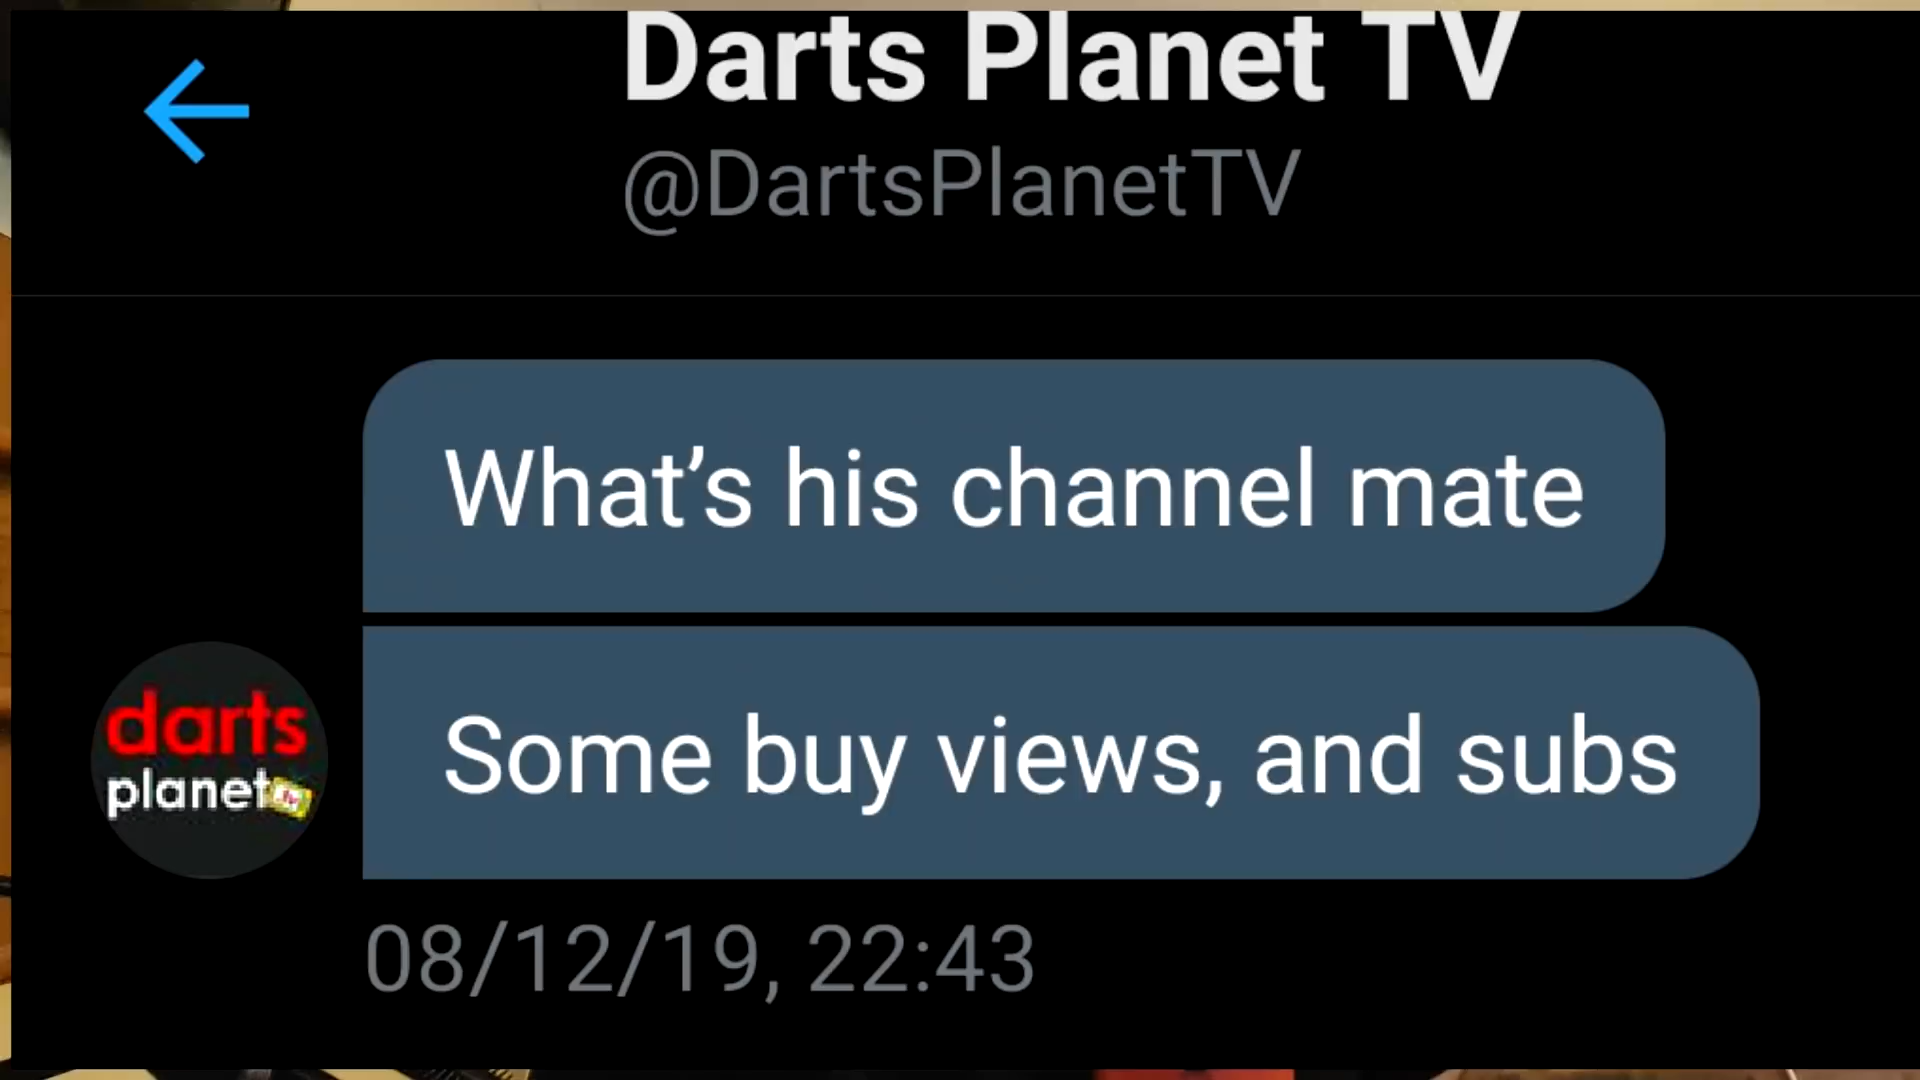 Darts Planet TV
@DartsPlanetTV
What’s his channel mate
Some buy views, and subs
darts
planet
08/12/19, 22:43